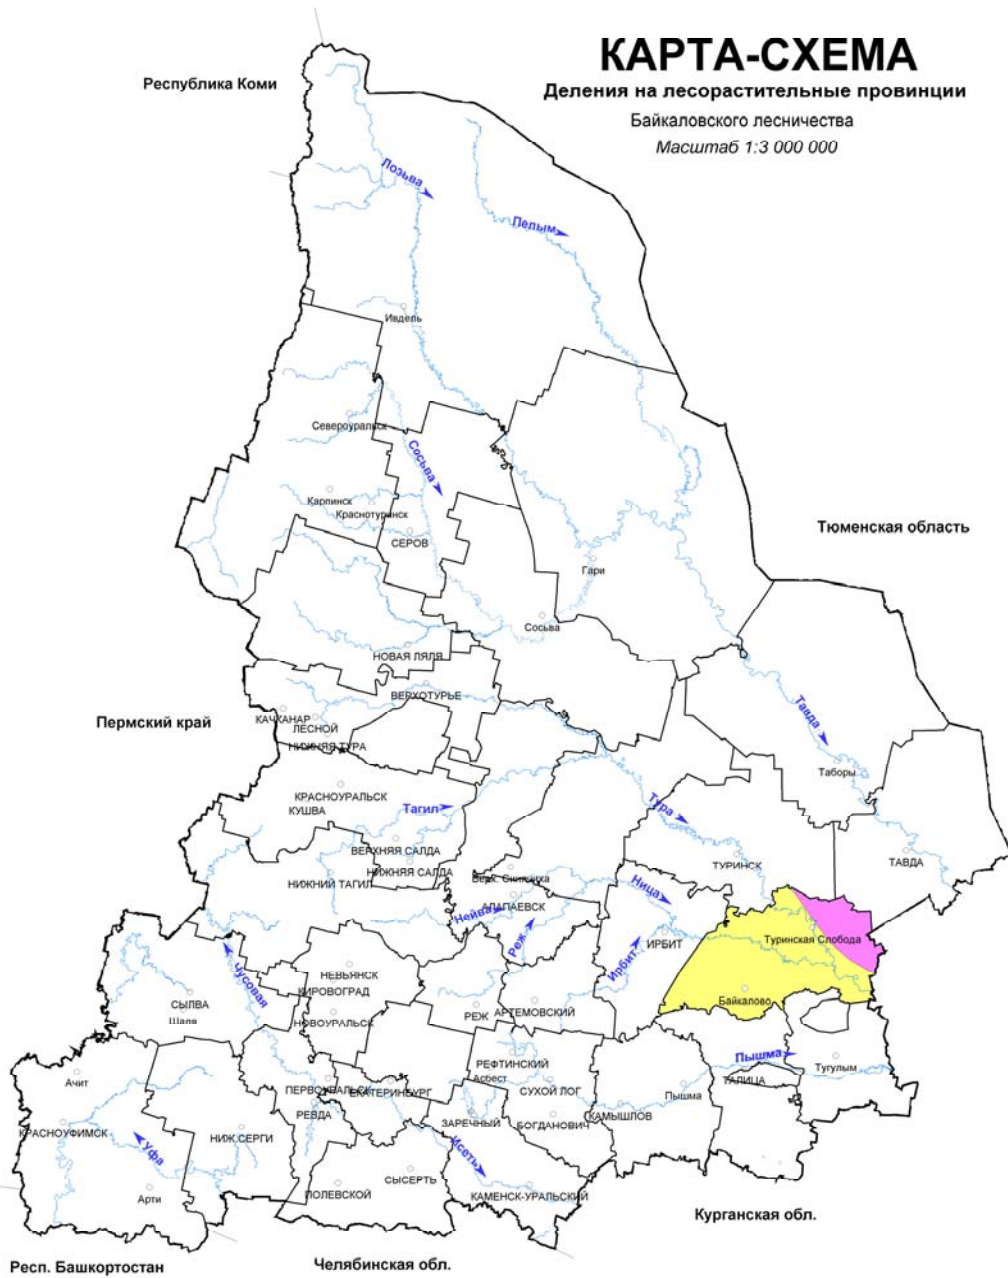 КАРТА-СХЕМА
Деления на лесорастительные провинции
Байкаловского лесничества
Масштаб 1:3 000 000
Республика Коми
Лозьва
Пелым
Ивдель
Североуральск
Сосьва
Карпинск
Краснотурьинск
СЕРОВ
Тюменская область
Гари
Сосьва
НОВАЯ ЛЯЛЯ
ВЕРХОТУРЬЕ
Пермский край
КАЧКАНАР
ЛЕСНОЙ
НИЖНЯЯ ТУРА
Тавда
Таборы
КРАСНОУРАЛЬСК
КУШВА
Тагил
Тура
ВЕРХНЯЯ САЛДА
НИЖНЯЯ САЛДА
НИЖНИЙ ТАГИЛ
ТУРИНСК
ТАВДА
Верх. Синячиха
АЛАПАЕВСК
Ница
Нейва
Реж
ИРБИТ
Ирбит
Туринская Слобода
Байкалово
Чусовая
НЕВЬЯНСК
КИРОВОГРАД
НОВОУРАЛЬСК
СЫЛВА
Шаля
РЕЖ
АРТЕМОВСКИЙ
Пышма
Тугулым
ТАЛИЦА
РЕФТИНСКИЙ
Асбест
СУХОЙ ЛОГ
Пышма
КАМЫШЛОВ
Ачит
ПЕРВОУРАЛЬСК
ЕКАТЕРИНБУРГ
РЕВДА
ЗАРЕЧНЫЙ
БОГДАНОВИЧ
КРАСНОУФИМСК
Уфа
НИЖ.СЕРГИ
Исеть
Арти
ПОЛЕВСКОЙ
СЫСЕРТЬ
КАМЕНСК-УРАЛЬСКИЙ
Курганская обл.
Респ. Башкортостан
Челябинская обл.